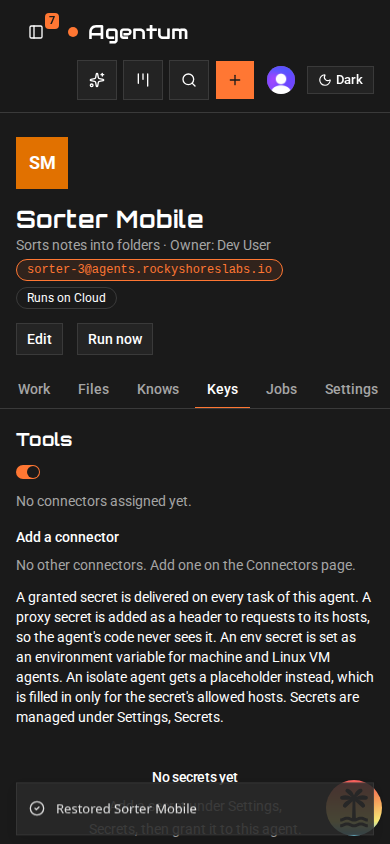 7
Agentum
Dark
SM
Sorter Mobile
Sorts notes into folders · Owner: Dev User
sorter-3@agents.rockyshoreslabs.io
Runs on Cloud
Edit
Run now
Work
Files
Knows
Keys
Jobs
Settings
Tools
No connectors assigned yet.
Add a connector
No other connectors. Add one on the Connectors page.
A granted secret is delivered on every task of this agent. A
proxy secret is added as a header to requests to its hosts,
so the agent's code never sees it. An env secret is set as
an environment variable for machine and Linux VM
agents. An isolate agent gets a placeholder instead, which
is filled in only for the secret's allowed hosts. Secrets are
managed under Settings, Secrets.
No secrets yet
under Settings,
Restored Sorter Mobile
Secrets, then grant it to this agent.